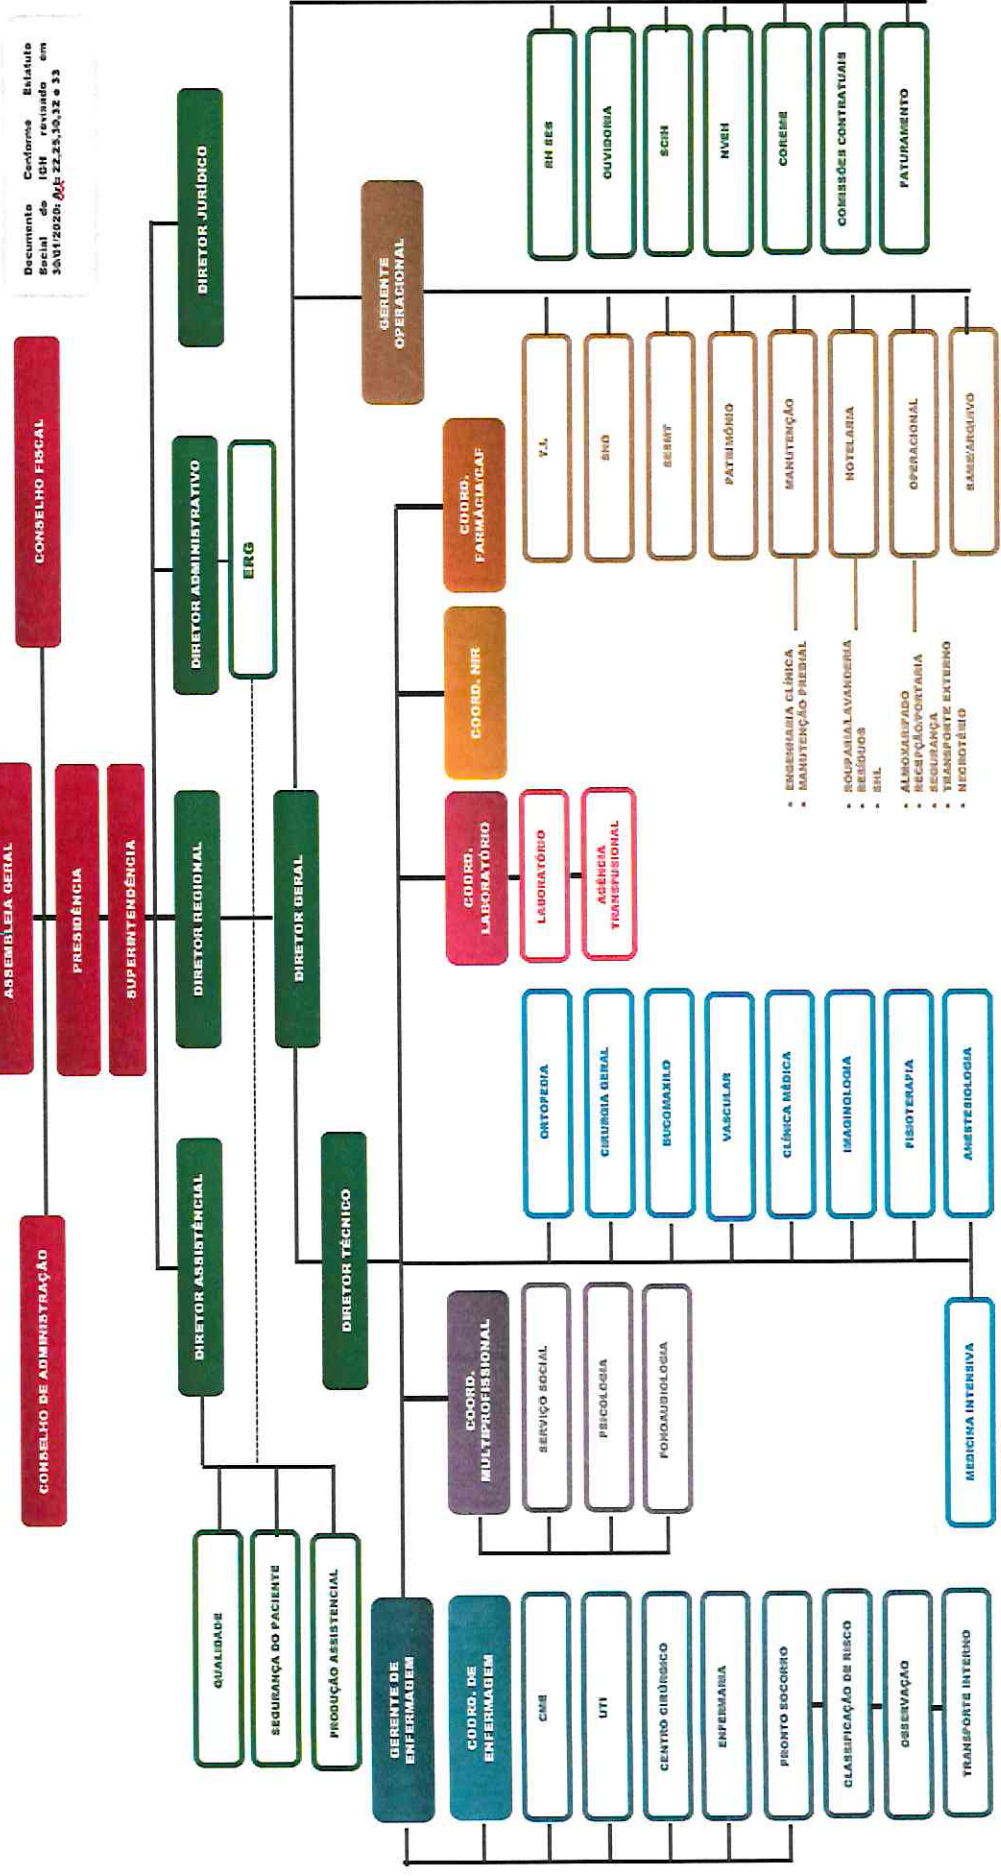 Documento Conforme Estatuto
Social do IGH revisado em
30/01/2020: Art: 22,25,30,32 e 33
ASSEMBLEIA GERAL
CONSELHO DE ADMINISTRAÇÃO
CONSELHO FISCAL
PRESIDÊNCIA
SUPERINTENDÊNCIA
DIRETOR ASSISTÊNCIAL
DIRETOR REGIONAL
DIRETOR ADMINISTRATIVO
DIRETOR JURÍDICO
ERG
QUALIDADE
SEGURANÇA DO PACIENTE
PRODUÇÃO ASSISTENCIAL
DIRETOR GERAL
DIRETOR TÉCNICO
GERENTE
OPERACIONAL
GERENTE DE
ENFERMAGEM
COORD. DE
ENFERMAGEM
CME
UTI
CENTRO CIRÚRGICO
ENFERMARIA
PRONTO SOCORRO
CLASSIFICAÇÃO DE RISCO
OBSERVAÇÃO
TRANSPORTE INTERNO
COORD.
MULTIPROFISSIONAL
SERVIÇO SOCIAL
PSICOLOGIA
FONOAUDIOLOGIA
ORTOPEDIA
CIRURGIA GERAL
BUCOMAXILO
VASCULAR
CLÍNICA MÉDICA
IMAGINOLOGIA
FISIOTERAPIA
ANESTESIOLOGIA
MEDICINA INTENSIVA
COORD.
LABORATÓRIO
LABORATÓRIO
AGÊNCIA
TRANSFUSIONAL
COORD. NIR
COORD.
FARMÁCIA/CAF
T.I.
SND
SESMT
PATRIMÔNIO
MANUTENÇÃO
HOTELARIA
OPERACIONAL
SAME/ARQUIVO
• ENGENHARIA CLÍNICA
• MANUTENÇÃO PREDIAL
• ROUPARIA/LAVANDERIA
• RESÍDUOS
• SHL
• ALMOXARIFADO
• RECEPÇÃO/PORTARIA
• SEGURANÇA
• TRANSPORTE EXTERNO
• NECROTÉRIO
RH SES
OUVIDORIA
SCIH
NVEH
COREME
COMISSÕES CONTRATUAIS
FATURAMENTO